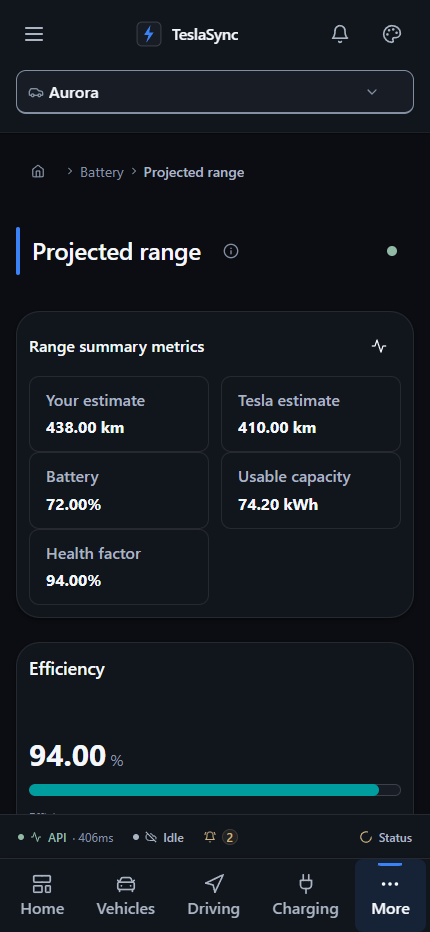 TeslaSync
Aurora
Battery
Projected range
Projected range
Range summary metrics
Your estimate
438.00 km
Tesla estimate
410.00 km
Battery
72.00%
Usable capacity
74.20 kWh
Health factor
94.00%
Efficiency
94.00 %
API · 406ms
Idle
2
Status
Home
Vehicles
Driving
Charging
More